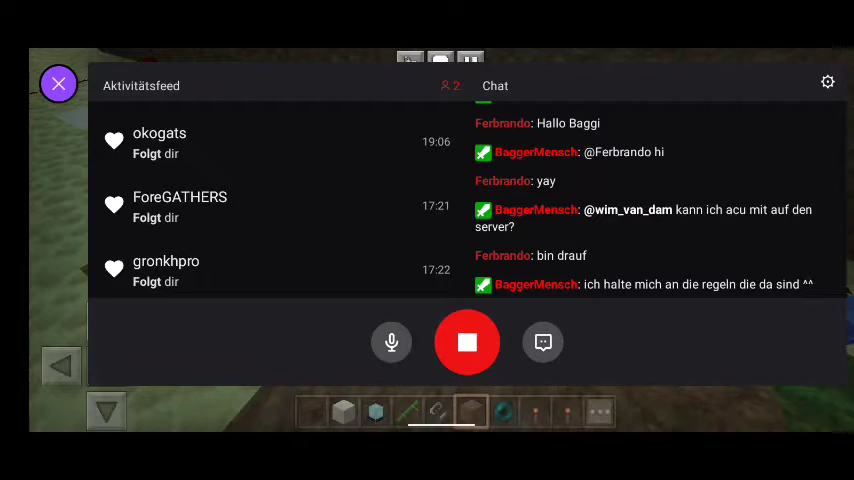 Aktivitätsfeed
2
okogats
Folgt dir
19:06
ForeGATHERS
Folgt dir
17:21
gronkhpro
Folgt dir
17:22
Chat
Ferbrando: Hallo Baggi
BaggerMensch: @Ferbrando hi
Ferbrando: yay
BaggerMensch: @wim_van_dam kann ich acu mit auf den
server?
Ferbrando: bin drauf
BaggerMensch: ich halte mich an die regeln die da sind ^^